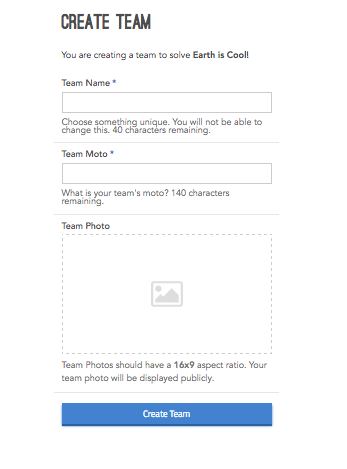 CREATE TEAM
You are creating a team to solve Earth is Cool!
Team Name *
Choose something unique. You will not be able to
change this. 40 characters remaining.
Team Moto *
What is your team's moto? 140 characters
remaining.
Team Photo
Team Photos should have a 16x9 aspect ratio. Your
team photo will be displayed publicly.
Create Team